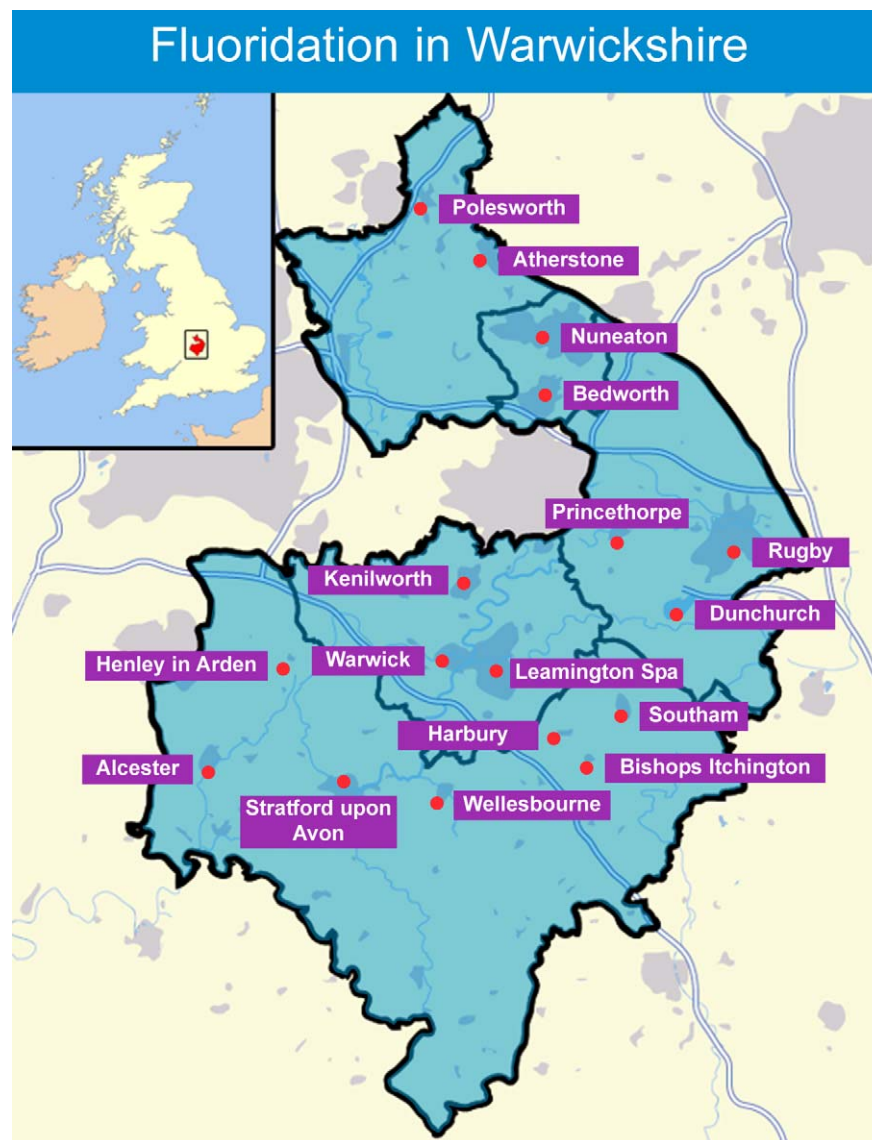 Fluoridation in Warwickshire
Polesworth
Atherstone
Nuneaton
Bedworth
Princethorpe
Rugby
Kenilworth
Dunchurch
Henley in Arden
Warwick
Leamington Spa
Southam
Harbury
Alcester
Bishops Itchington
Stratford upon
Avon
Wellesbourne